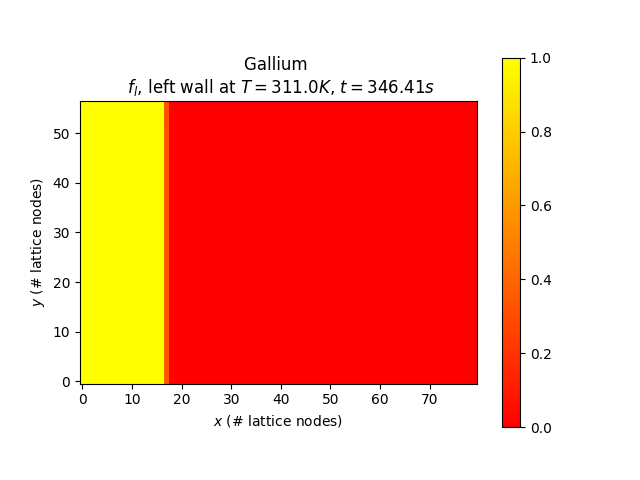 Gallium
f_l, left wall at T = 311.0K, t = 346.41s
1.0
0.8
0.6
0.4
0.2
0.0
50
40
30
20
10
0
y (# lattice nodes)
0 10 20 30 40 50 60 70
x (# lattice nodes)